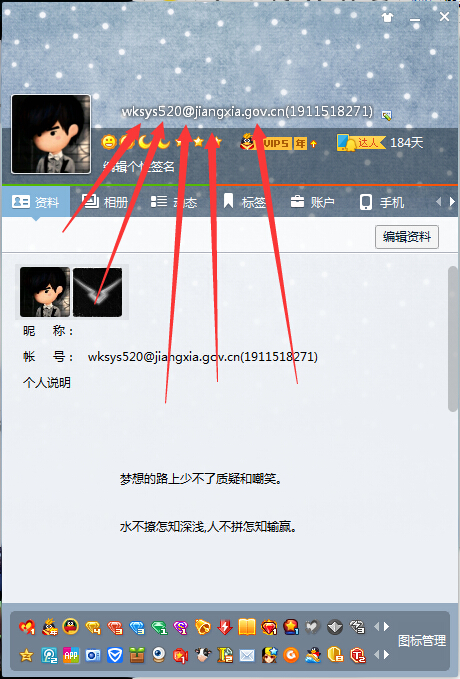 wksys520@jiangxia.gov.cn(1911518271)
VIP5 年 达人 184天
编辑个性签名
资料 相册 动态 标签 账户 手机
编辑资料
昵 称：
帐 号： wksys520@jiangxia.gov.cn(1911518271)
个人说明
梦想的路上少不了质疑和嘲笑。
水不擦怎知深浅,人不拼怎知输赢。
图标管理